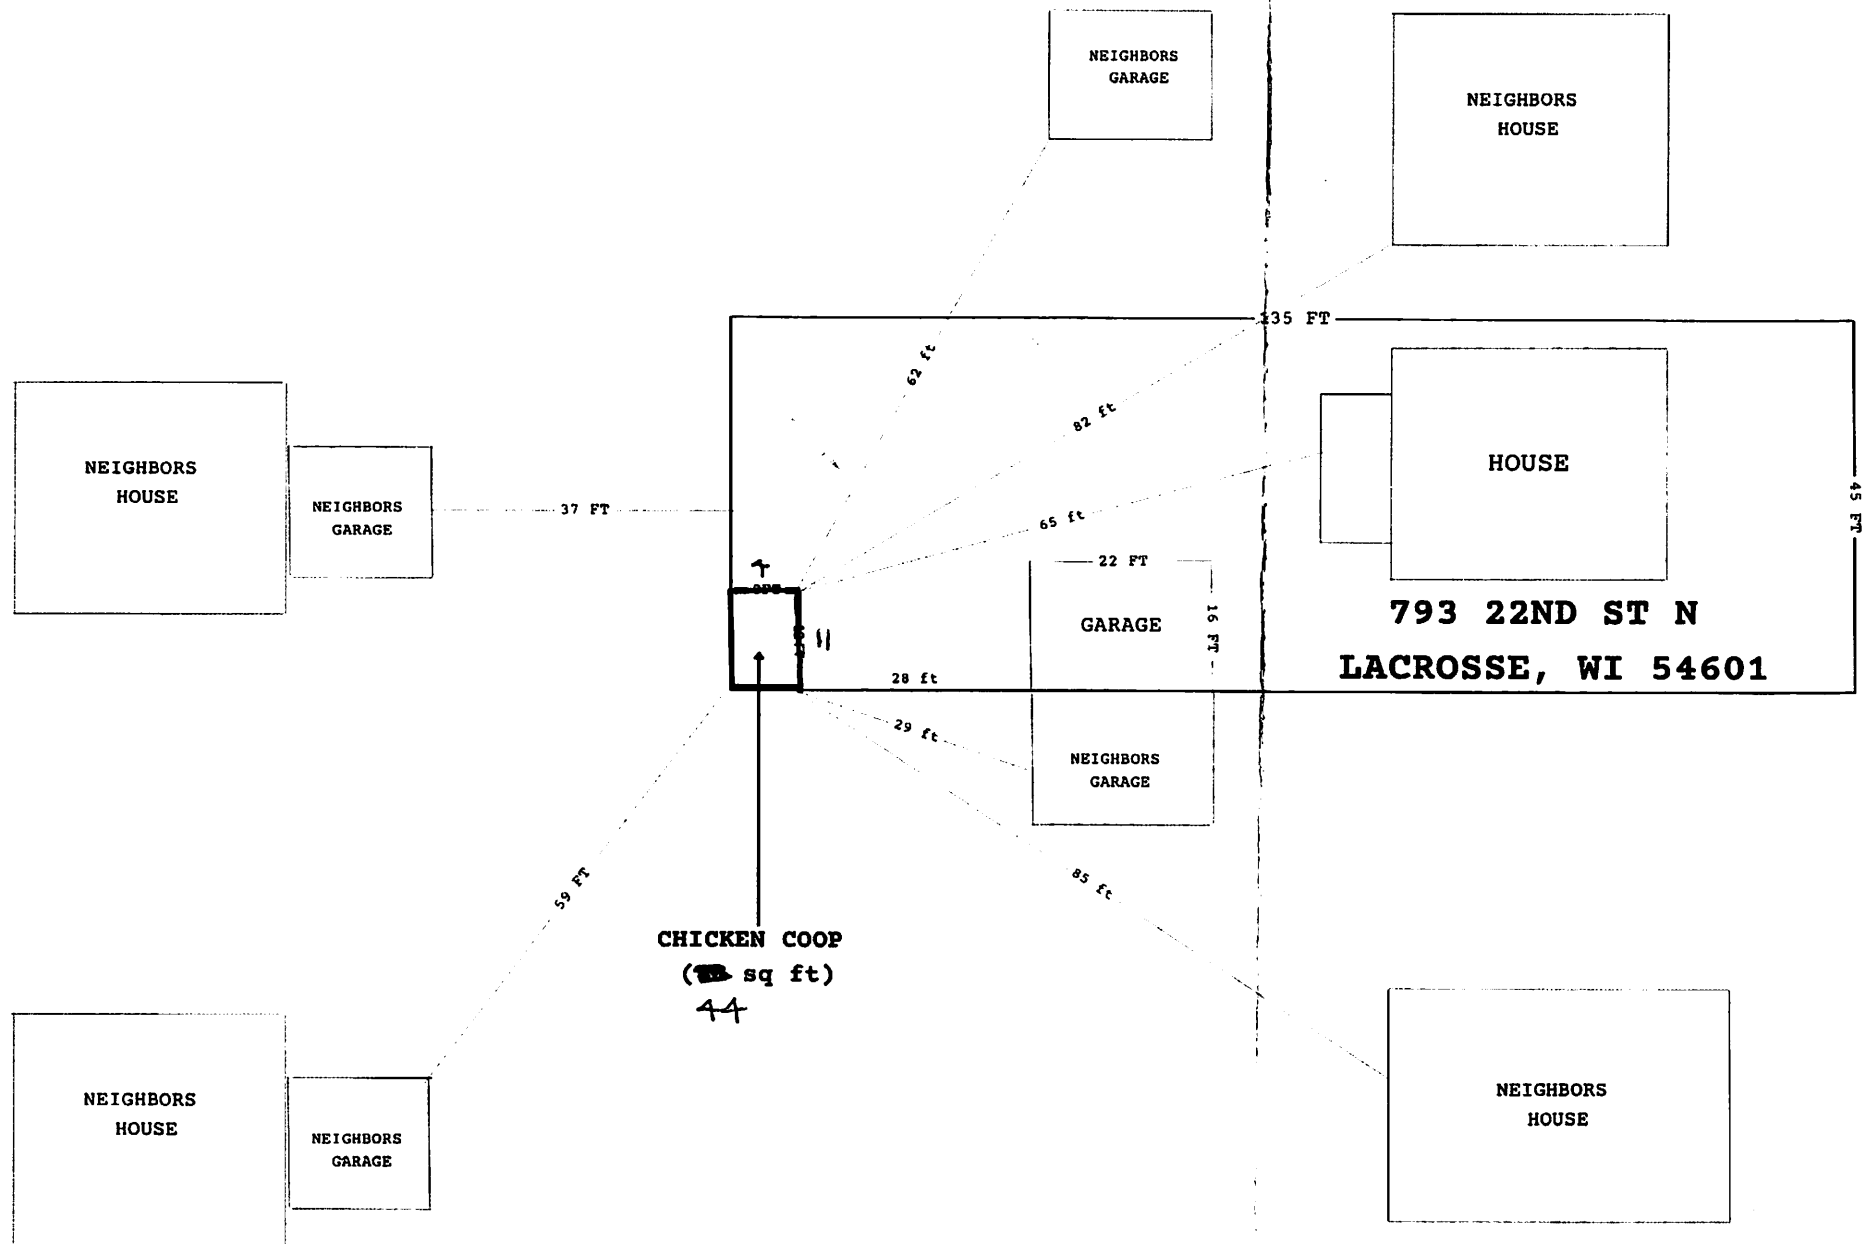 NEIGHBORS
GARAGE
NEIGHBORS
HOUSE
135 FT
62 ft
82 ft
NEIGHBORS
HOUSE
HOUSE
NEIGHBORS
GARAGE
37 FT
65 ft
45 FT
22 FT
GARAGE
16 FT
11
793 22ND ST N
LACROSSE, WI 54601
28 ft
29 ft
NEIGHBORS
GARAGE
59 FT
85 ft
CHICKEN COOP
( sq ft)
44
NEIGHBORS
HOUSE
NEIGHBORS
GARAGE
NEIGHBORS
HOUSE